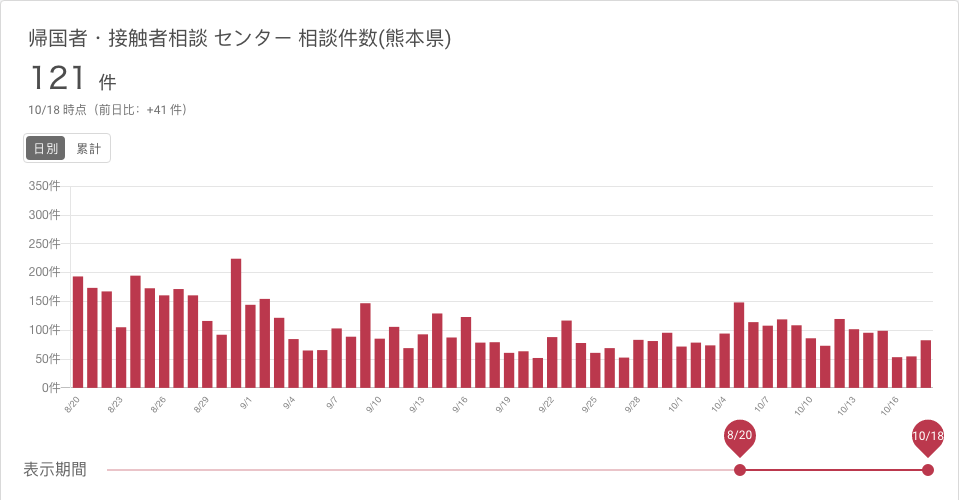 帰国者・接触者相談 センター 相談件数(熊本県)
121 件
10/18 時点（前日比：+41 件）
日別 累計
350件
300件
250件
200件
150件
100件
50件
0件
8/20 8/23 8/26 8/29 9/1 9/4 9/7 9/10 9/13 9/16 9/19 9/22 9/25 9/28 10/1 10/4 10/7 10/10 10/13 10/16
8/20 10/18
表示期間